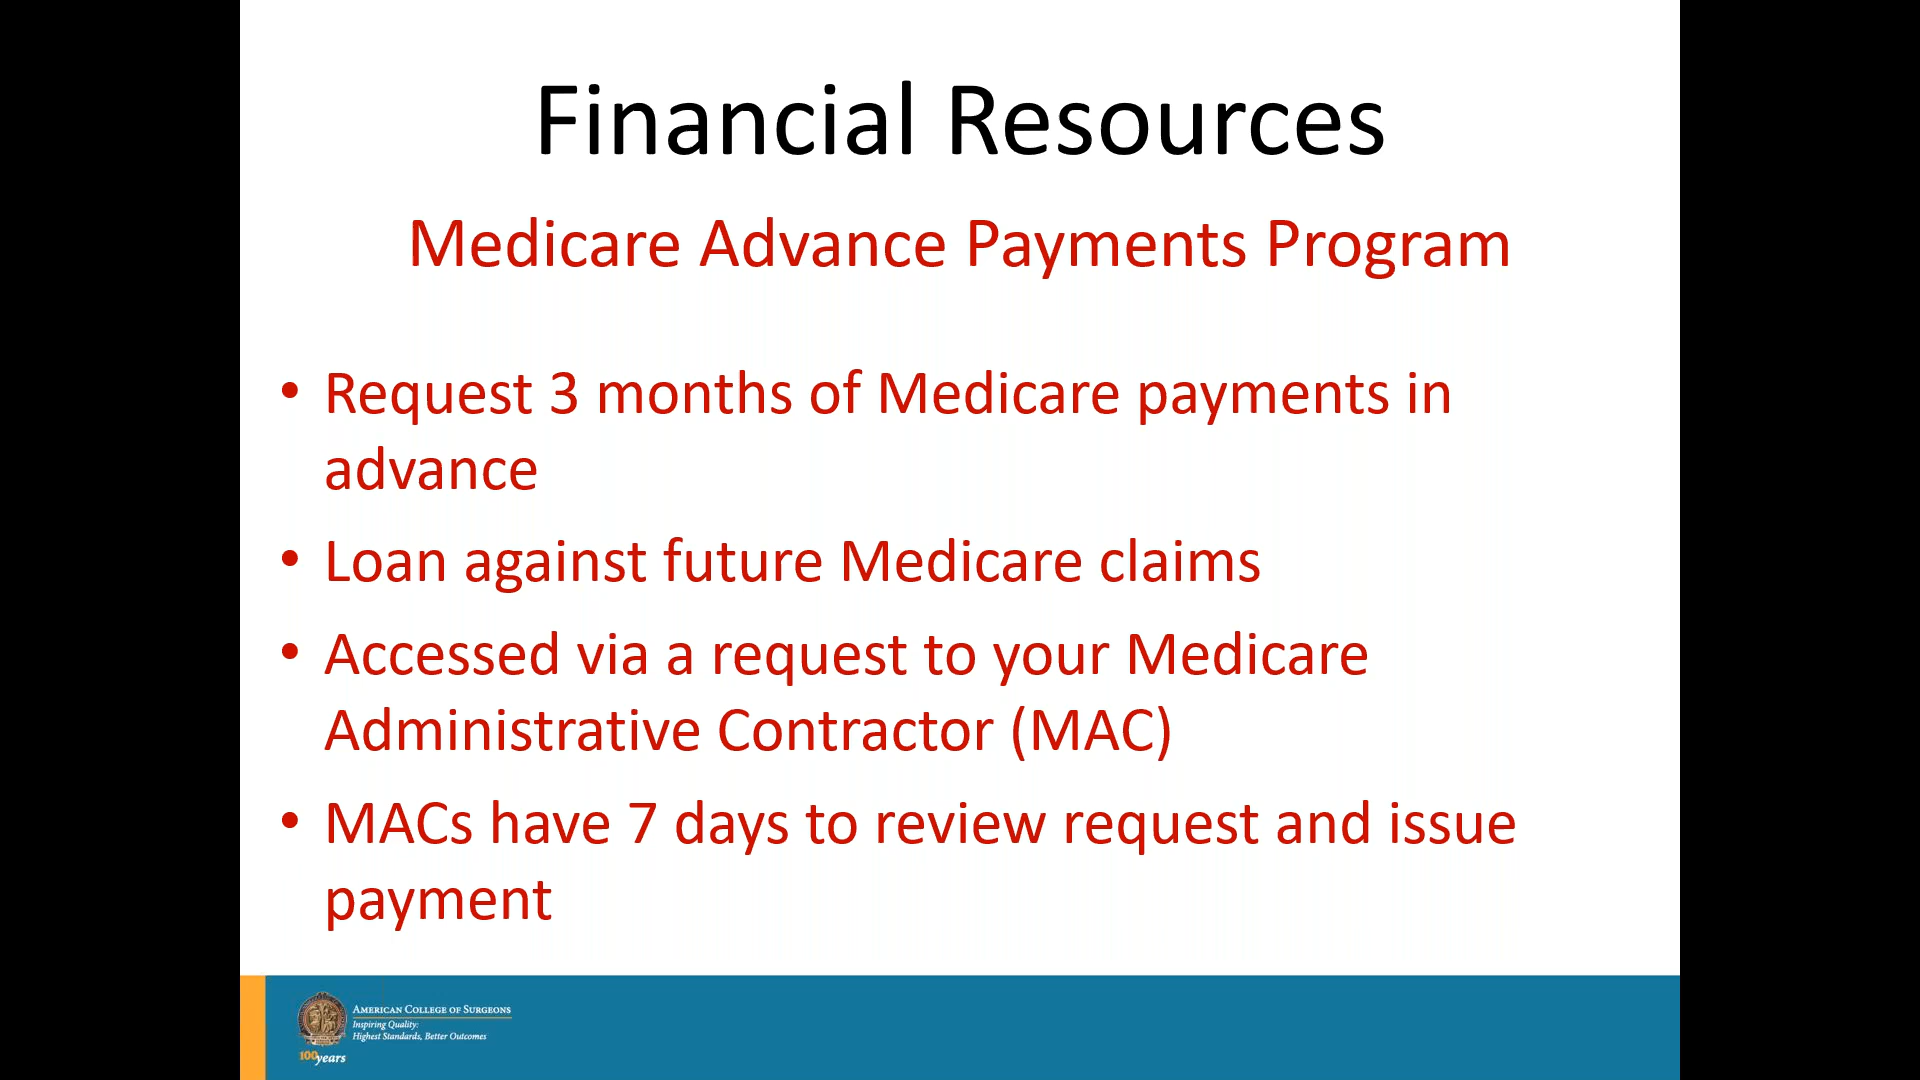 Financial Resources
Medicare Advance Payments Program
• Request 3 months of Medicare payments in
advance
• Loan against future Medicare claims
• Accessed via a request to your Medicare
Administrative Contractor (MAC)
• MACs have 7 days to review request and issue
payment
AMERICAN COLLEGE OF SURGEONS
Inspiring Quality:
Highest Standards, Better Outcomes
100years